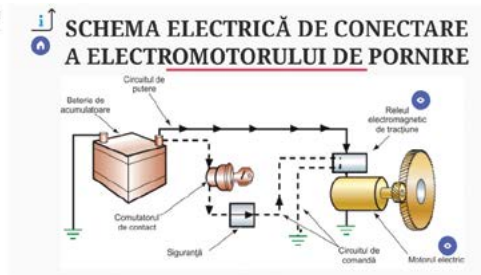 i
SCHEMA ELECTRICĂ DE CONECTARE
A ELECTROMOTORULUI DE PORNIRE
Circuitul de
putere
Baterie de
acumulatoare
Releul
electromagnetic
de tracțiune
Comutatorul
de contact
Siguranță
Circuitul de
comandă
Motorul electric